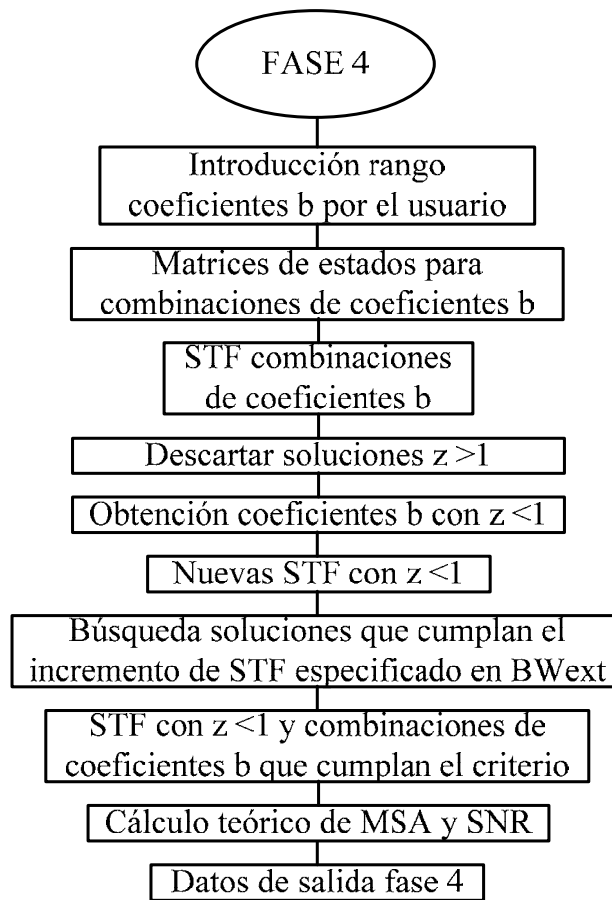 FASE 4
Introducción rango
coeficientes b por el usuario
Matrices de estados para
combinaciones de coeficientes b
STF combinaciones
de coeficientes b
Descartar soluciones z >1
Obtención coeficientes b con z <1
Nuevas STF con z <1
Búsqueda soluciones que cumplan el
incremento de STF especificado en BWext
STF con z <1 y combinaciones de
coeficientes b que cumplan el criterio
Cálculo teórico de MSA y SNR
Datos de salida fase 4